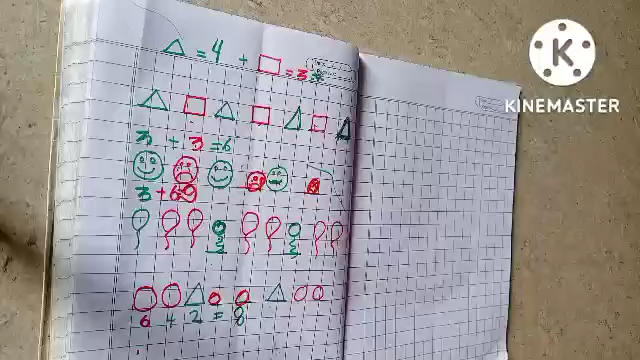 △ = 4 + □ = 3
3 + 3 = 6
3 + 6
6 4 2 = 8
KINEMASTER